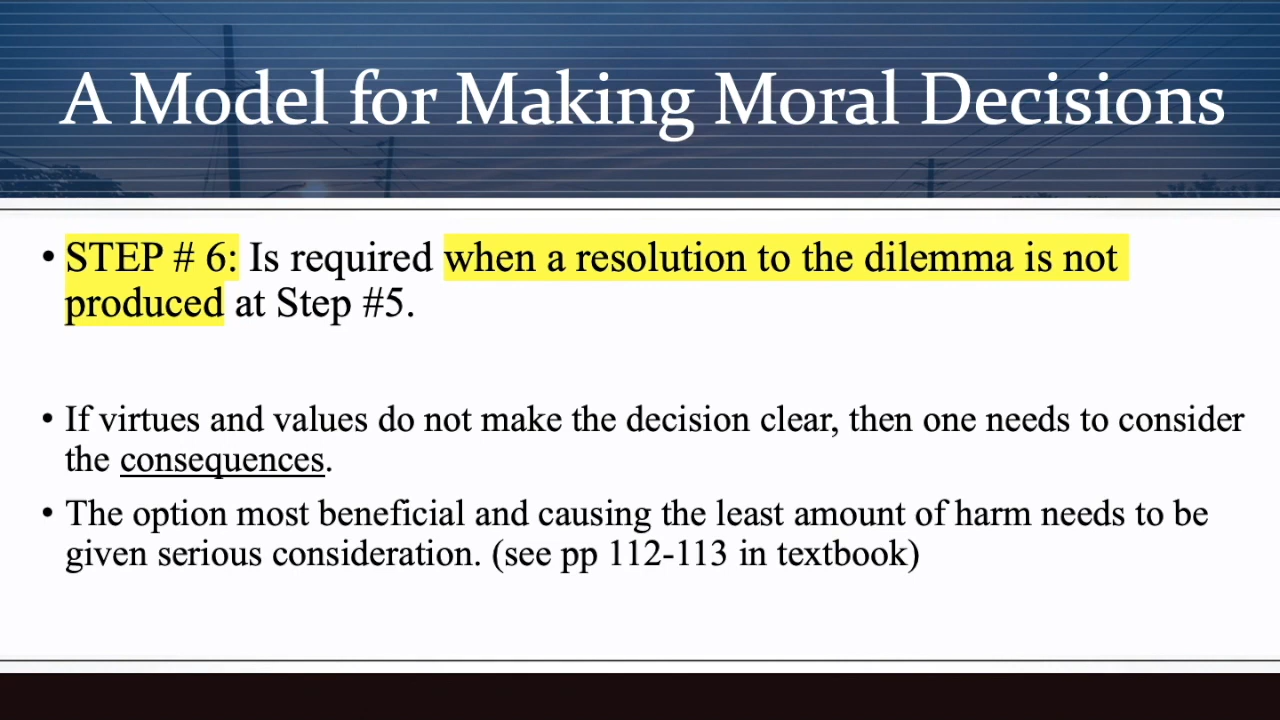 A Model for Making Moral Decisions
• STEP # 6: Is required when a resolution to the dilemma is not
produced at Step #5.
• If virtues and values do not make the decision clear, then one needs to consider
the consequences.
• The option most beneficial and causing the least amount of harm needs to be
given serious consideration. (see pp 112-113 in textbook)